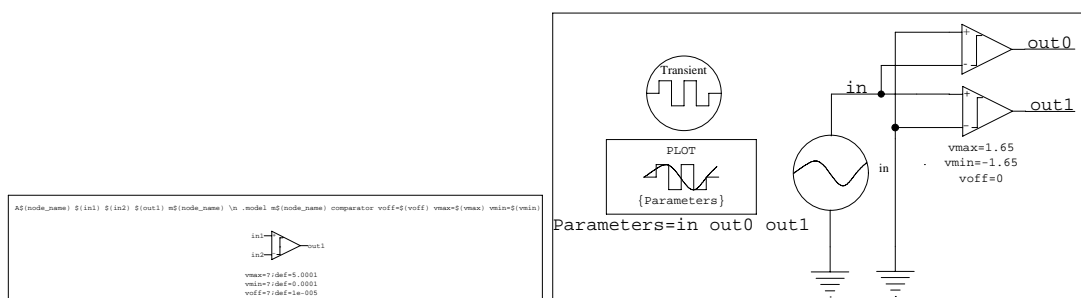 A$(node_name) $(in1) $(in2) $(out1) m$(node_name) \n .model m$(node_name) comparator voff=$(voff) vmax=$(vmax) vmin=$(vmin)
in1
in2
out1
vmax=?;def=5.0001
vmin=?;def=0.0001
voff=?;def=1e-005
Transient
PLOT
{Parameters}
Parameters=in out0 out1
in
in
+
-
out0
+
-
out1
vmax=1.65
vmin=-1.65
voff=0